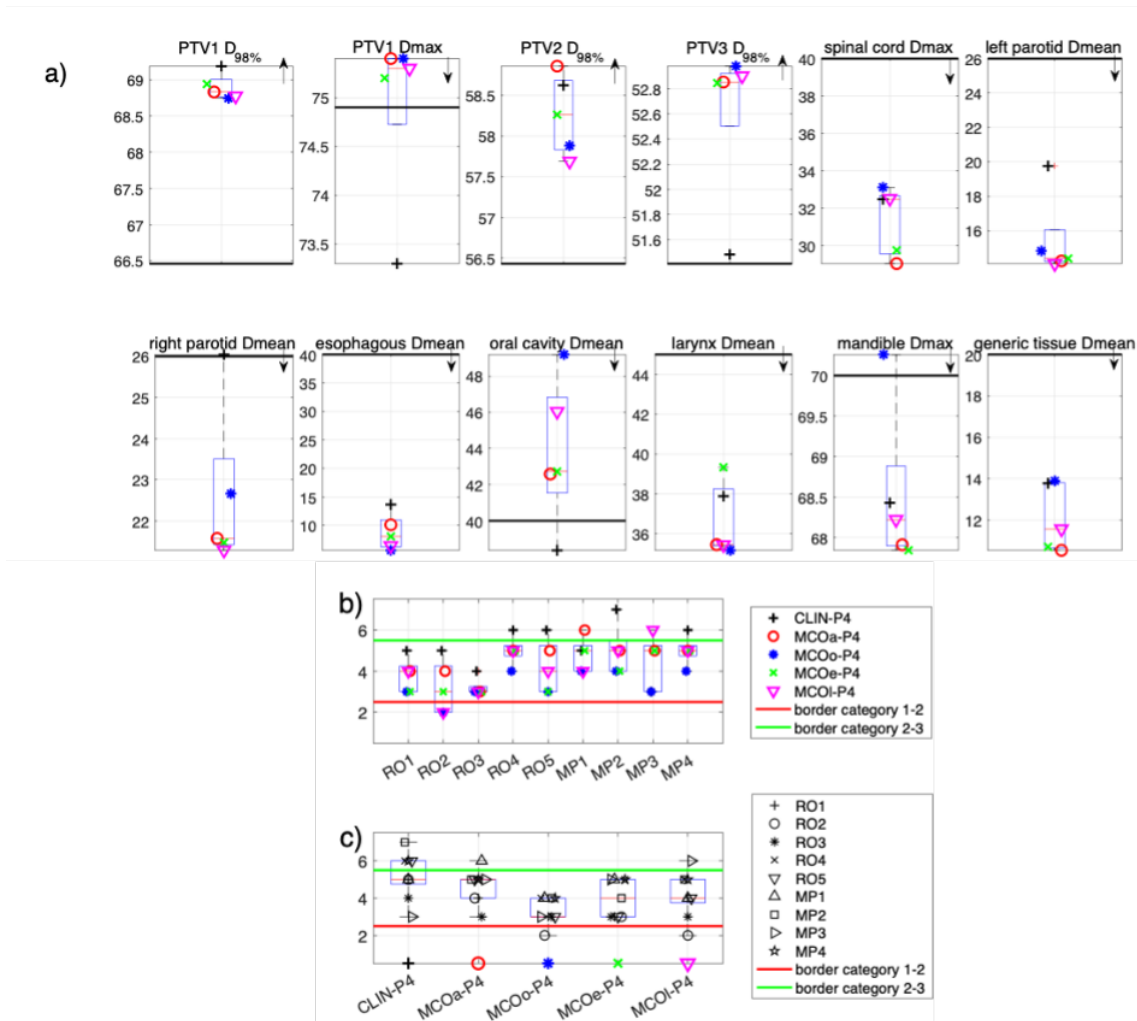 a)
PTV1 D98%
PTV1 Dmax
PTV2 D98%
PTV3 D98%
spinal cord Dmax
left parotid Dmean
69
68.5
68
67.5
67
66.5
75
74.5
74
73.5
58.5
58
57.5
57
56.5
52.8
52.6
52.4
52.2
52
51.8
51.6
40
38
36
34
32
30
26
24
22
20
18
16
right parotid Dmean
esophagous Dmean
oral cavity Dmean
larynx Dmean
mandible Dmax
generic tissue Dmean
26
25
24
23
22
40
35
30
25
20
15
10
48
46
44
42
40
44
42
40
38
36
70
69.5
69
68.5
68
20
18
16
14
12
b)
6
4
2
RO1
RO2
RO3
RO4
RO5
MP1
MP2
MP3
MP4
CLIN-P4
MCOa-P4
MCOo-P4
MCOe-P4
MCOl-P4
border category 1-2
border category 2-3
c)
6
4
2
CLIN-P4
MCOa-P4
MCOo-P4
MCOe-P4
MCOl-P4
RO1
RO2
RO3
RO4
RO5
MP1
MP2
MP3
MP4
border category 1-2
border category 2-3